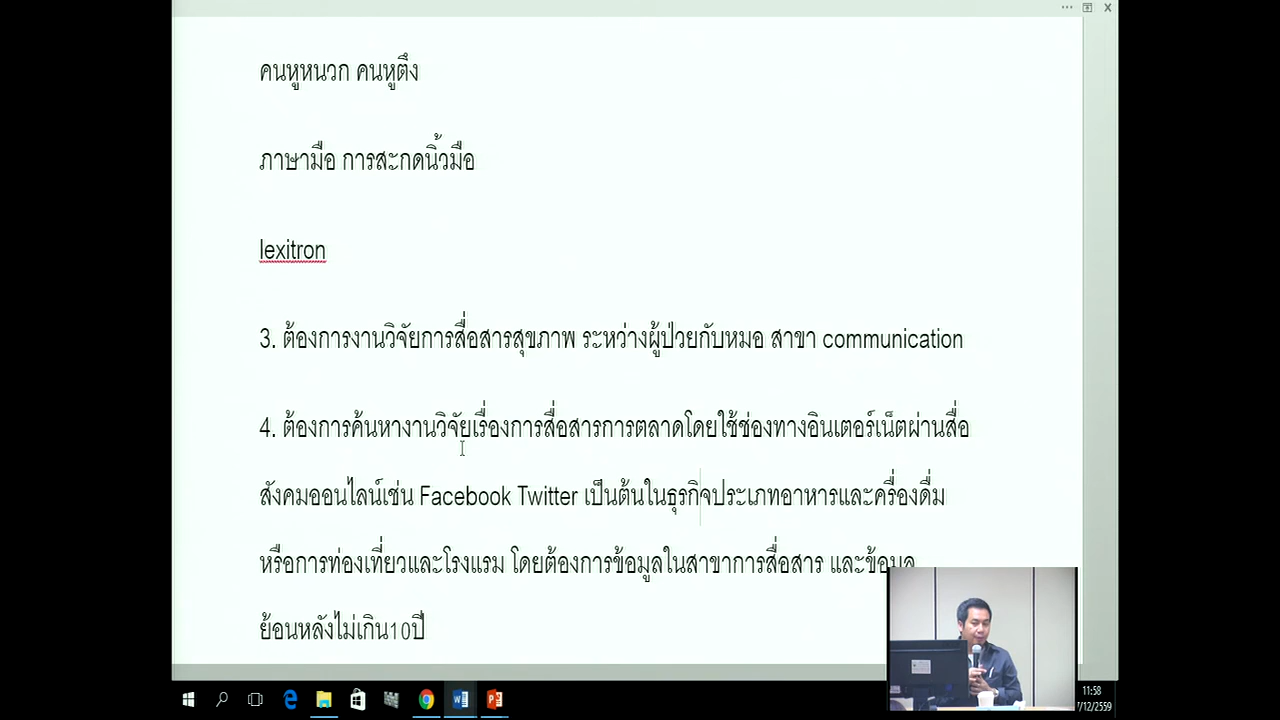 คนหูหนวก คนหูตึง
ภาษามือ การสะกดนิ้วมือ
lexitron
3. ต้องการงานวิจัยการสื่อสารสุขภาพ ระหว่างผู้ป่วยกับหมอ สาขา communication
4. ต้องการค้นหางานวิจัยเรื่องการสื่อสารการตลาดโดยใช้ช่องทางอินเตอร์เน็ตผ่านสื่อ
สังคมออนไลน์เช่น Facebook Twitter เป็นต้นในธุรกิจประเภทอาหารและครื่องดื่ม
หรือการท่องเที่ยวและโรงแรม โดยต้องการข้อมูลในสาขาการสื่อสาร และข้อมูล
ย้อนหลังไม่เกิน10ปี
11:58
7/12/2559